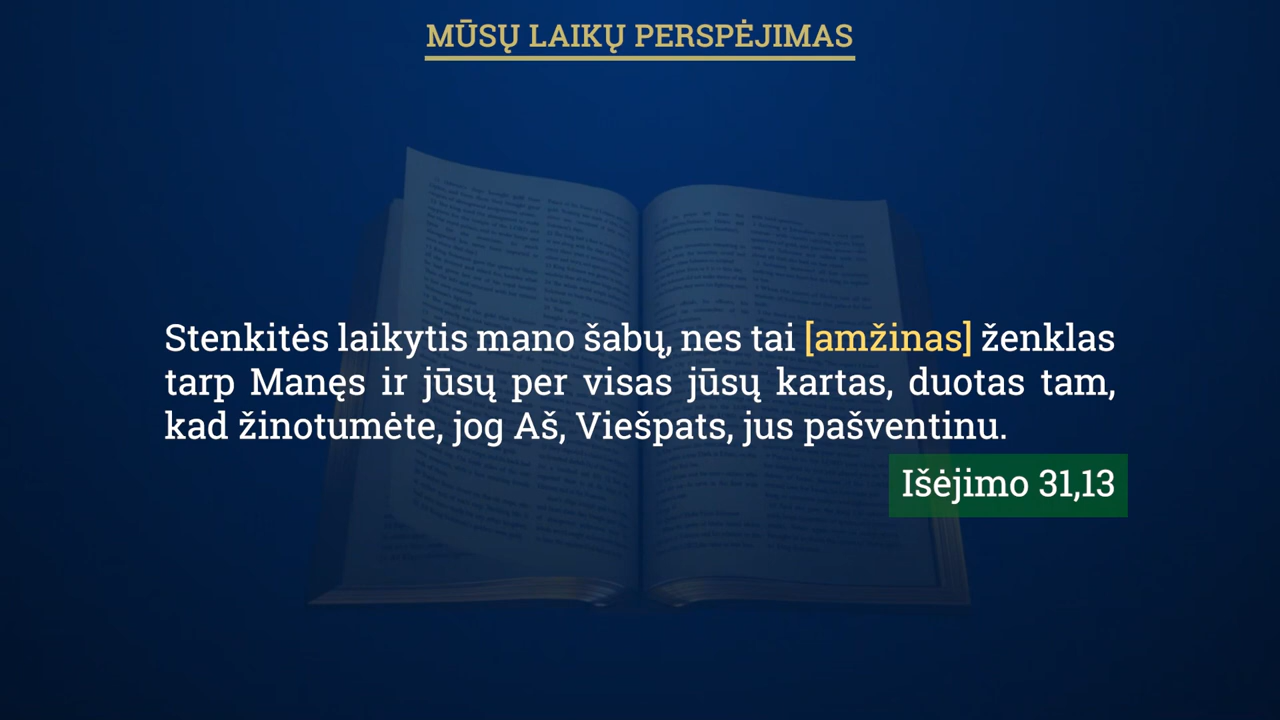 MŪSŲ LAIKŲ PERSPĖJIMAS
Stenkitės laikytis mano šabų, nes tai [amžinas] ženklas
tarp Manęs ir jūsų per visas jūsų kartas, duotas tam,
kad žinotumėte, jog Aš, Viešpats, jus pašventinu.
Išėjimo 31,13